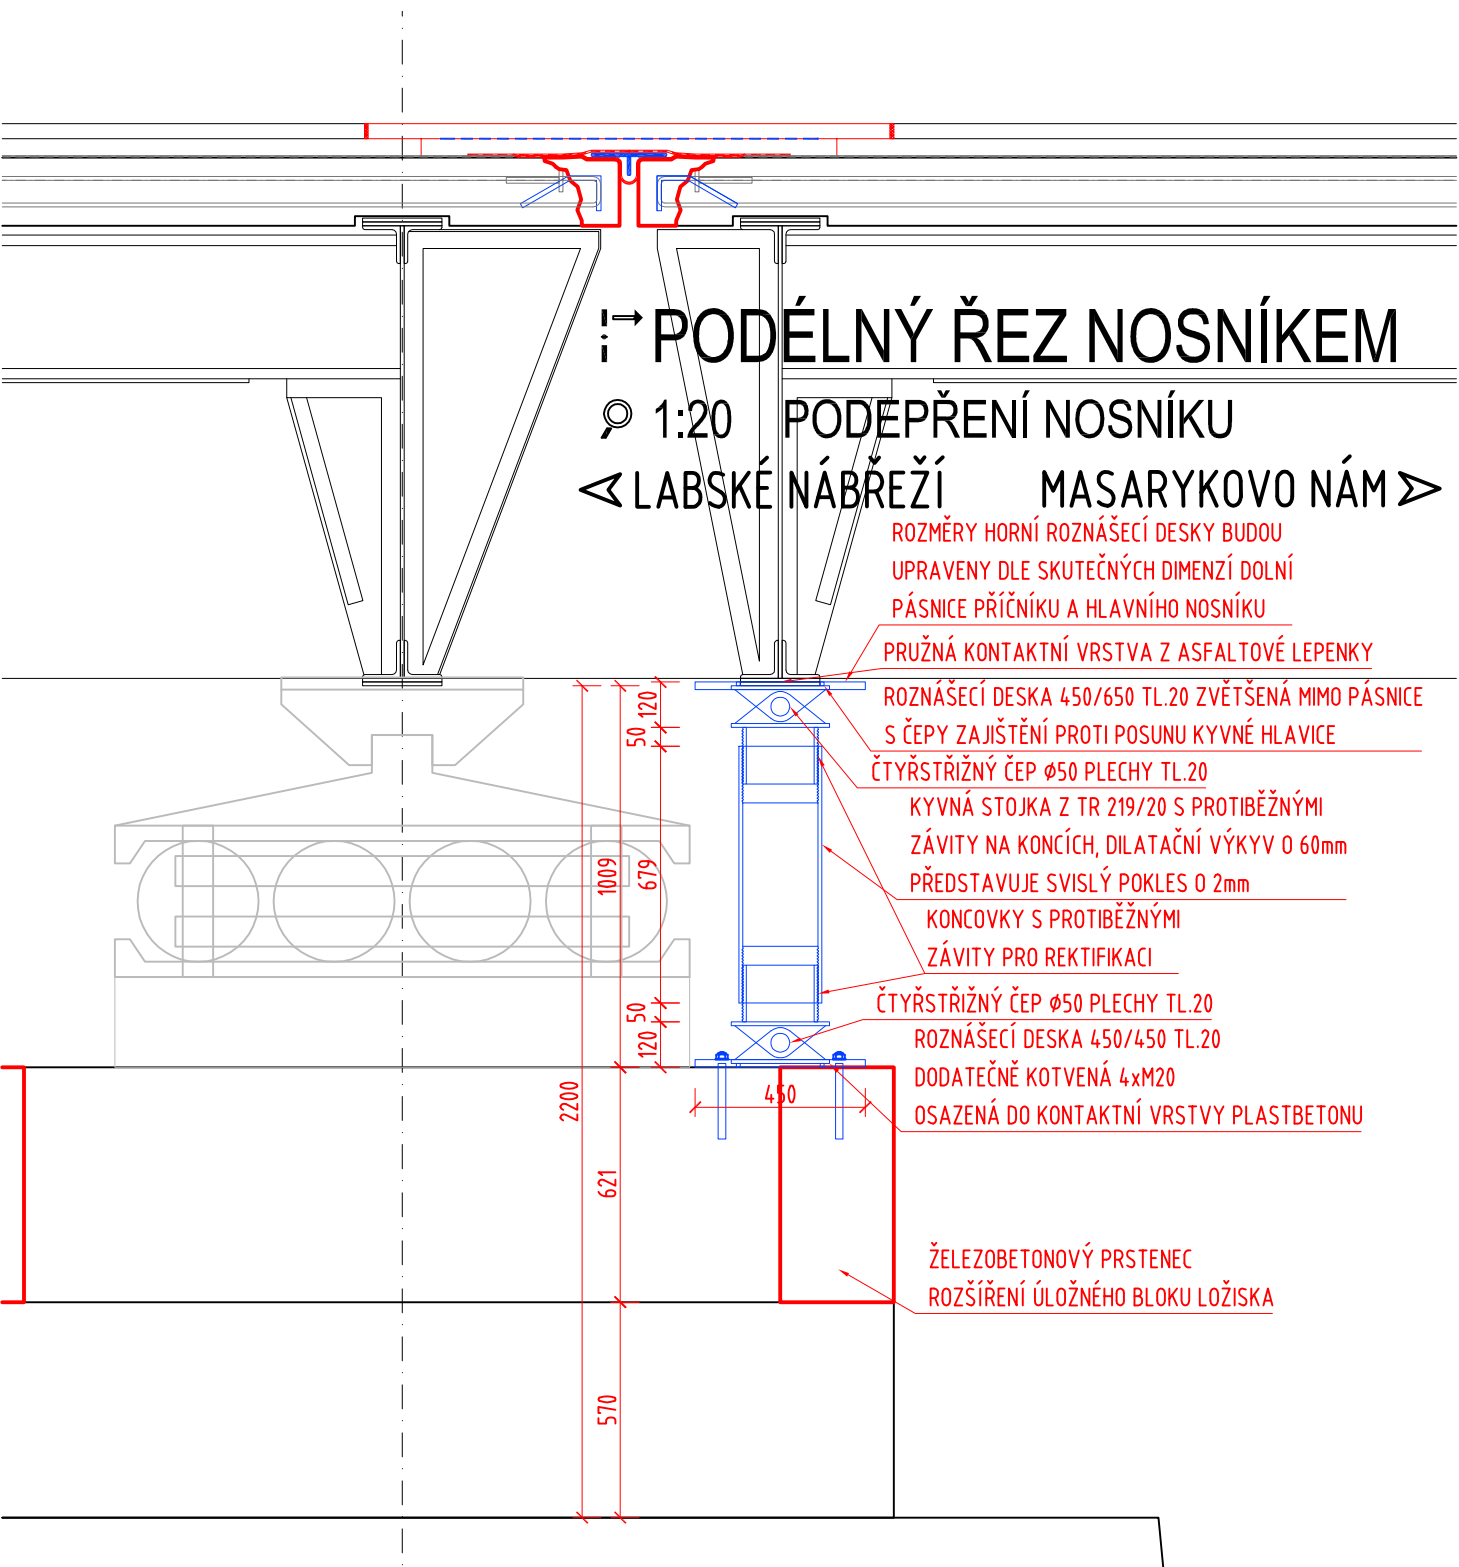 PODÉLNÝ ŘEZ NOSNÍKEM
1:20 PODEPŘENÍ NOSNÍKU
LABSKÉ NÁBŘEŽÍ MASARYKOVO NÁM
ROZMĚRY HORNÍ ROZNÁŠECÍ DESKY BUDOU
UPRAVENY DLE SKUTEČNÝCH DIMENZÍ DOLNÍ
PÁSNICE PŘÍČNÍKU A HLAVNÍHO NOSNÍKU
PRUŽNÁ KONTAKTNÍ VRSTVA Z ASFALTOVÉ LEPENKY
ROZNÁŠECÍ DESKA 450/650 TL.20 ZVĚTŠENÁ MIMO PÁSNICE
S ČEPY ZAJIŠTĚNÍ PROTI POSUNU KYVNÉ HLAVICE
ČTYŘSTŘIŽNÝ ČEP Ø50 PLECHY TL.20
KYVNÁ STOJKA Z TR 219/20 S PROTIBĚŽNÝMI
ZÁVITY NA KONCÍCH, DILATAČNÍ VÝKYV O 60mm
PŘEDSTAVUJE SVISLÝ POKLES O 2mm
KONCOVKY S PROTIBĚŽNÝMI
ZÁVITY PRO REKTIFIKACI
ČTYŘSTŘIŽNÝ ČEP Ø50 PLECHY TL.20
ROZNÁŠECÍ DESKA 450/450 TL.20
DODATEČNĚ KOTVENÁ 4xM20
OSAZENÁ DO KONTAKTNÍ VRSTVY PLASTBETONU
ŽELEZOBETONOVÝ PRSTENEC
ROZŠÍŘENÍ ÚLOŽNÉHO BLOKU LOŽISKA
120
50
679
1009
50
120
2200
450
621
570